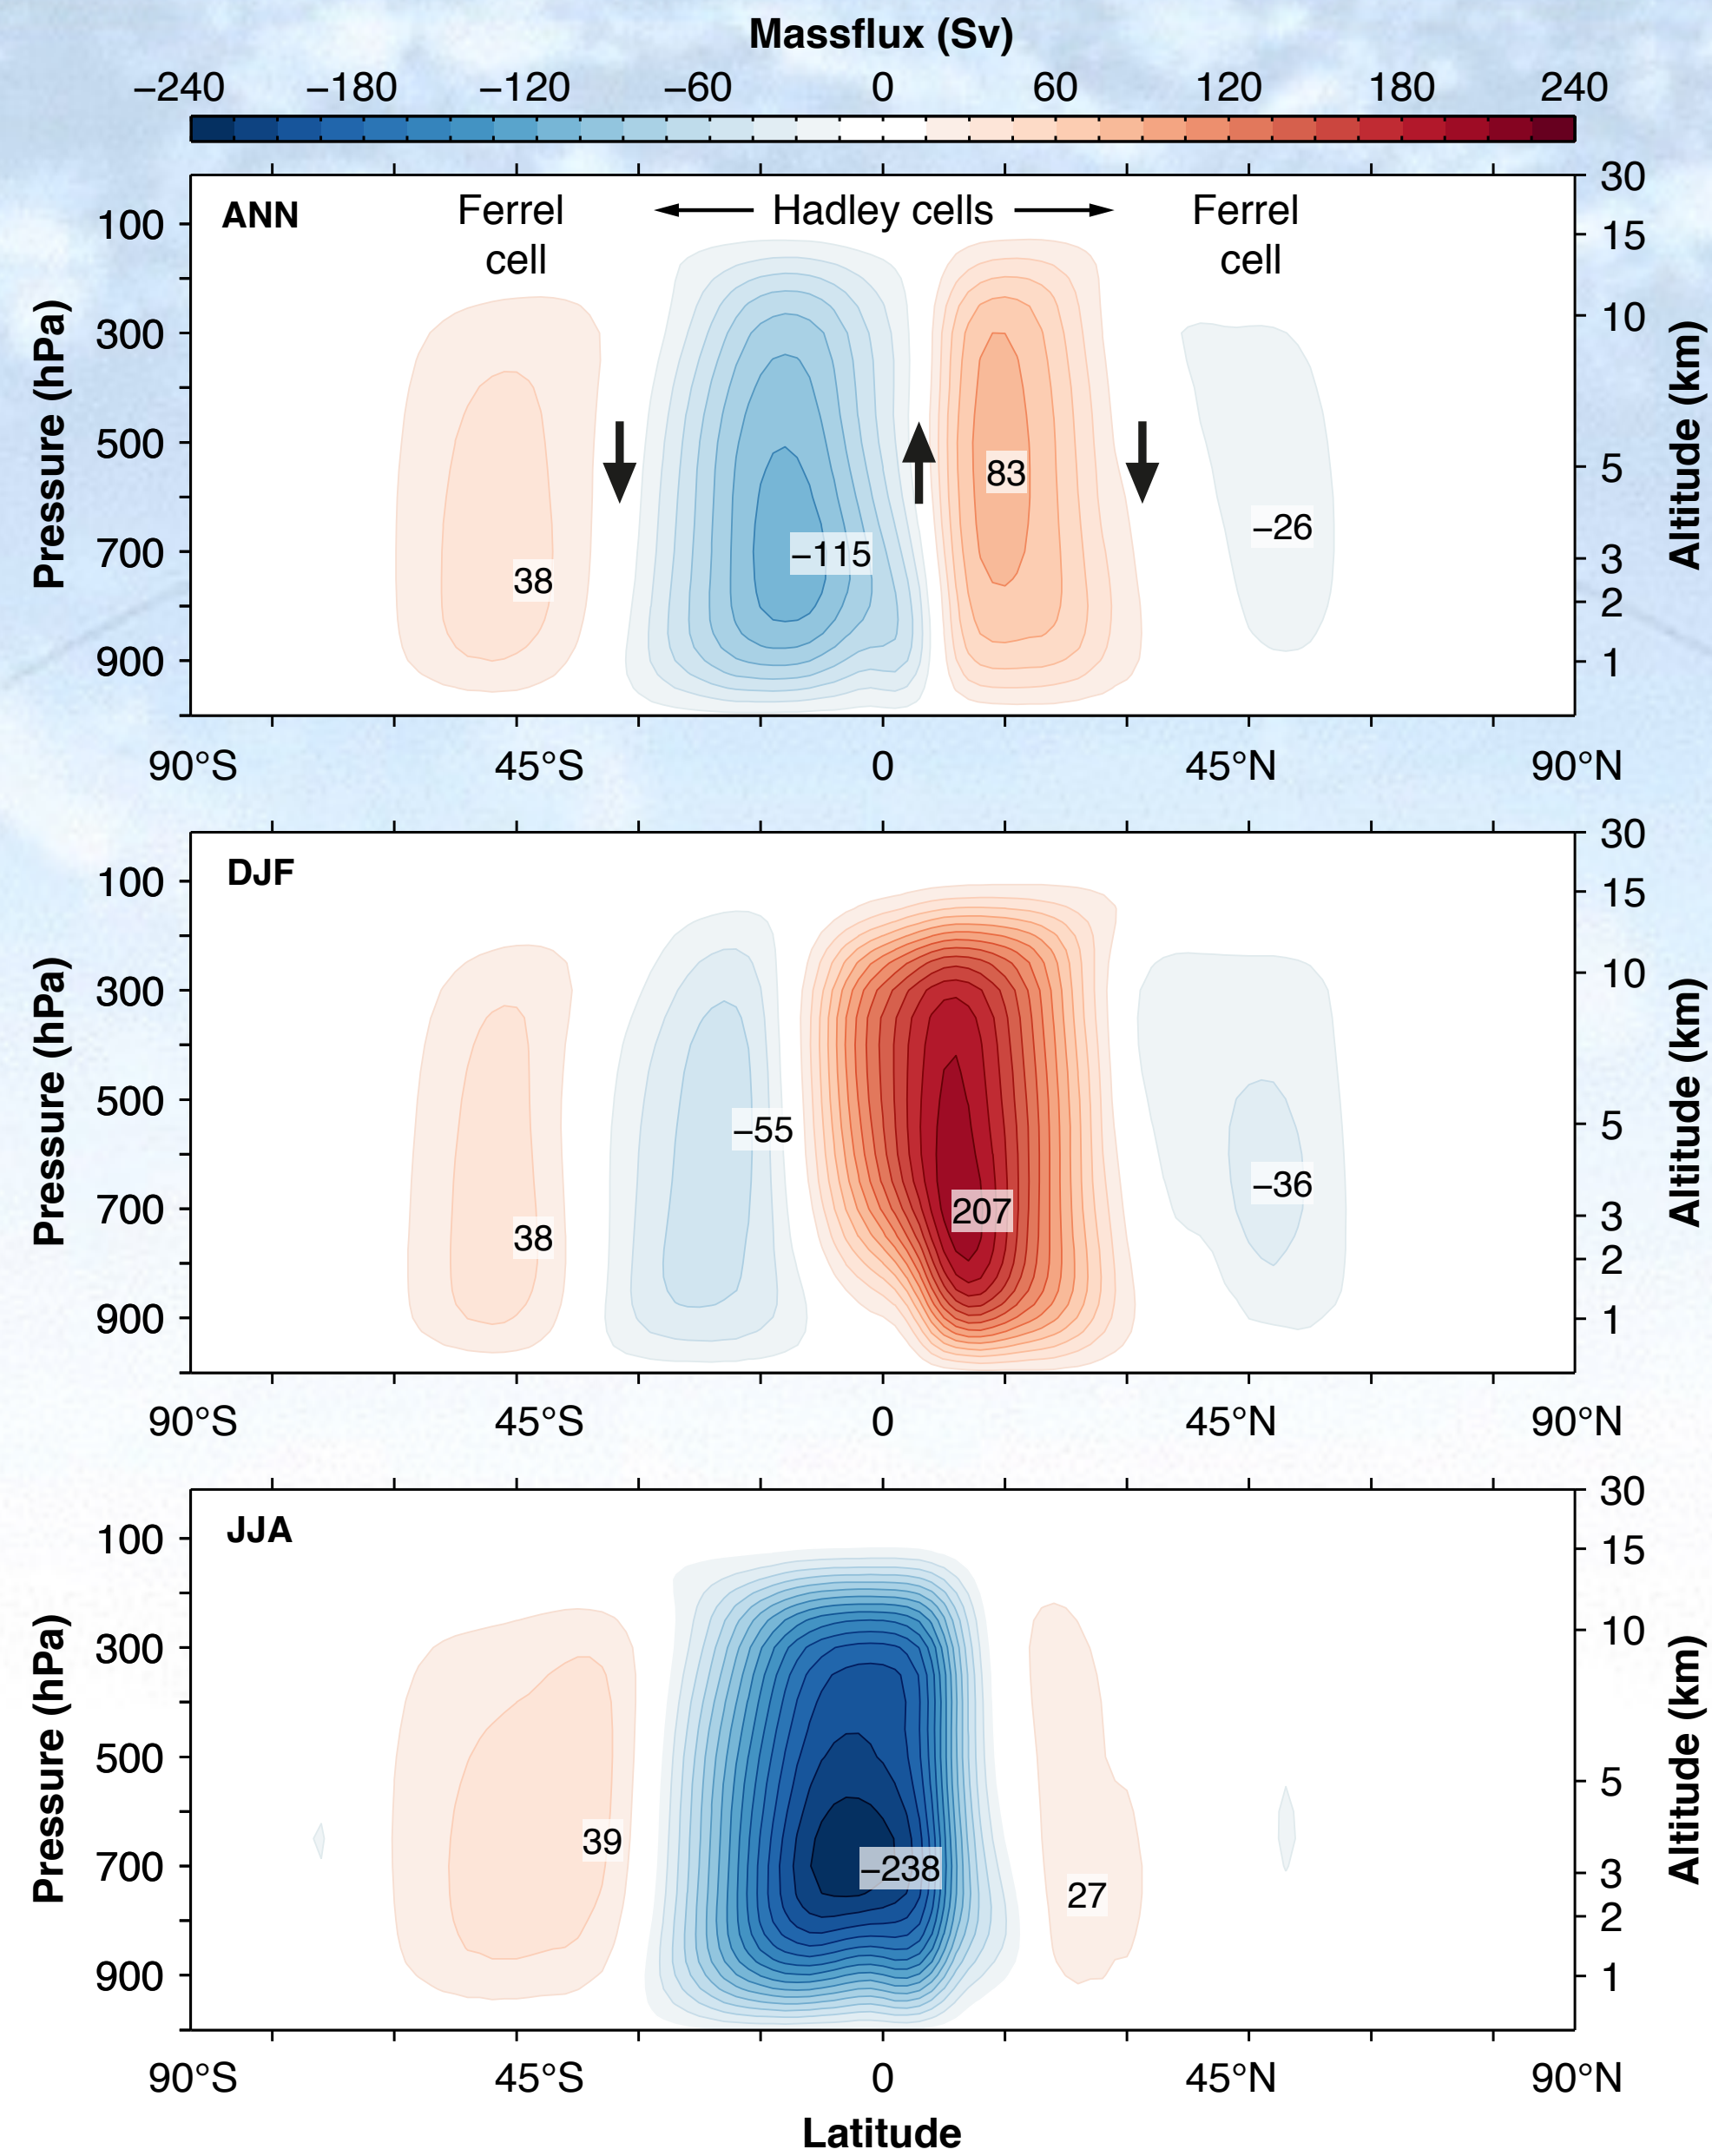 Massflux (Sv)
−240 −180 −120 −60 0 60 120 180 240
ANN
Ferrel cell
Hadley cells
Ferrel cell
Pressure (hPa)
100
300
500
700
900
38
−115
83
−26
30
15
10
5
3
2
1
Altitude (km)
90°S 45°S 0 45°N 90°N
DJF
Pressure (hPa)
100
300
500
700
900
38
−55
207
−36
30
15
10
5
3
2
1
Altitude (km)
90°S 45°S 0 45°N 90°N
JJA
Pressure (hPa)
100
300
500
700
900
39
−238
27
30
15
10
5
3
2
1
Altitude (km)
90°S 45°S 0 45°N 90°N
Latitude